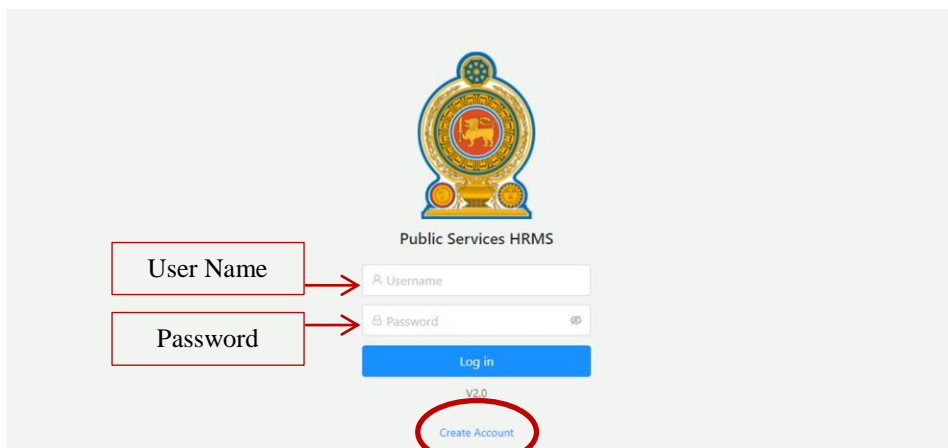 Public Services HRMS
User Name
Username
Password
Password
Log in
V2.0
Create Account